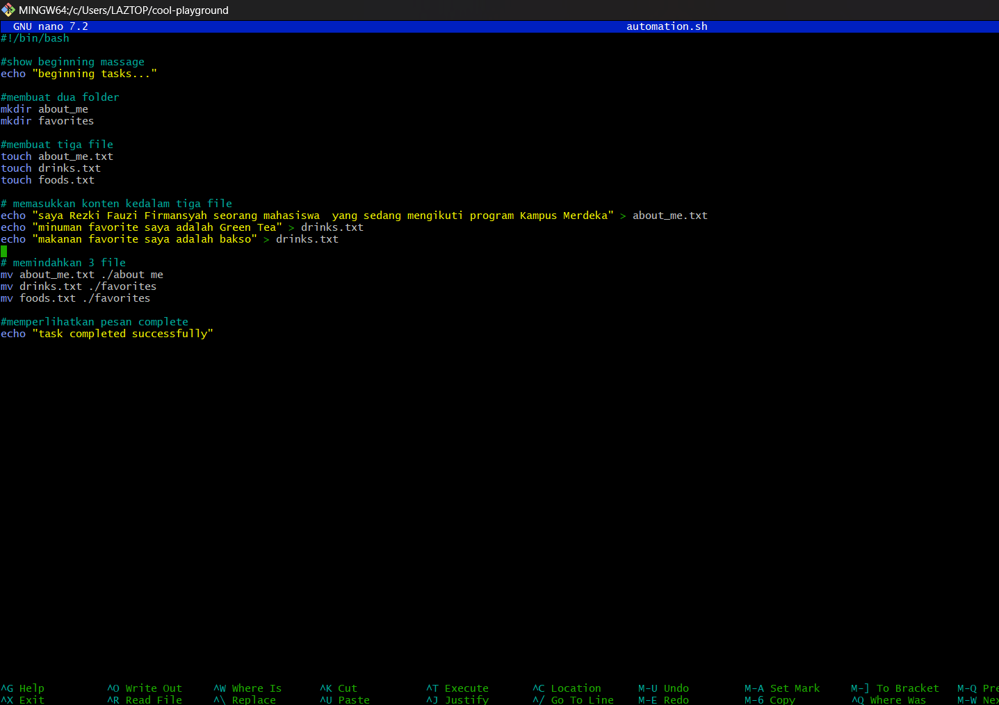 MINGW64:/c/Users/LAZTOP/cool-playground
GNU nano 7.2 automation.sh
#!/bin/bash
#show beginning massage
echo "beginning tasks..."
#membuat dua folder
mkdir about_me
mkdir favorites
#membuat tiga file
touch about_me.txt
touch drinks.txt
touch foods.txt
# memasukkan konten kedalam tiga file
echo "saya Rezki Fauzi Firmansyah seorang mahasiswa  yang sedang mengikuti program Kampus Merdeka" > about_me.txt
echo "minuman favorite saya adalah Green Tea" > drinks.txt
echo "makanan favorite saya adalah bakso" > drinks.txt
# memindahkan 3 file
mv about_me.txt ./about me
mv drinks.txt ./favorites
mv foods.txt ./favorites
#memperlihatkan pesan complete
echo "task completed successfully"
^G Help ^O Write Out ^W Where Is ^K Cut ^T Execute ^C Location M-U Undo M-A Set Mark M-] To Bracket M-Q Pre
^X Exit ^R Read File ^\ Replace ^U Paste ^J Justify ^/ Go To Line M-E Redo M-6 Copy ^Q Where Was M-W Nex